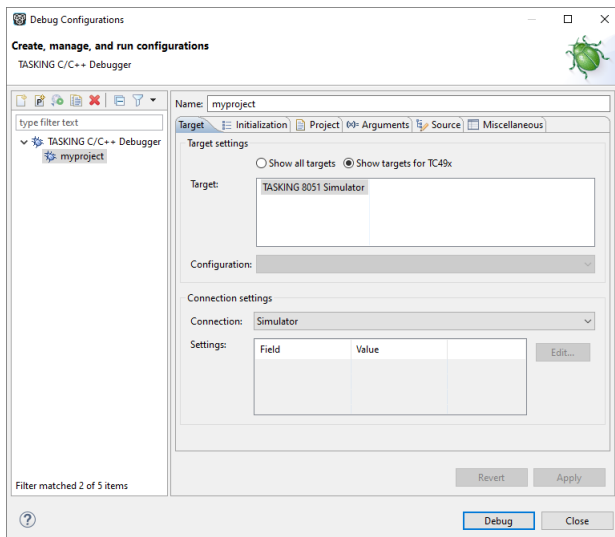 Debug Configurations
Create, manage, and run configurations
TASKING C/C++ Debugger
type filter text
TASKING C/C++ Debugger
myproject
Filter matched 2 of 5 items
Name: myproject
Target Initialization Project (x)= Arguments Source Miscellaneous
Target settings
Show all targets Show targets for TC49x
Target: TASKING 8051 Simulator
Configuration:
Connection settings
Connection: Simulator
Settings: Field Value Edit...
Revert Apply
Debug Close